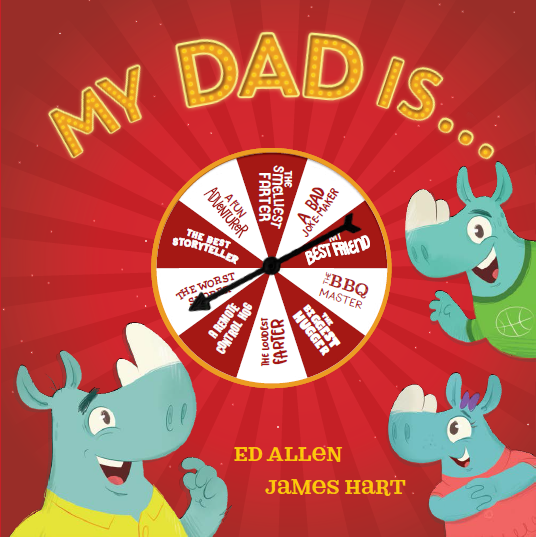 MY DAD IS...
THE
SMELLIEST
FARTER
A BAD
JOKE-MAKER
MY
BEST FRIEND
THE BBQ
MASTER
THE
BIGGEST
HUGGER
THE LOUDEST
FARTER
A REMOTE
CONTROL HOG
THE WORST
THE BEST
STORYTELLER
A FUN
ADVENTURER
ED ALLEN
JAMES HART